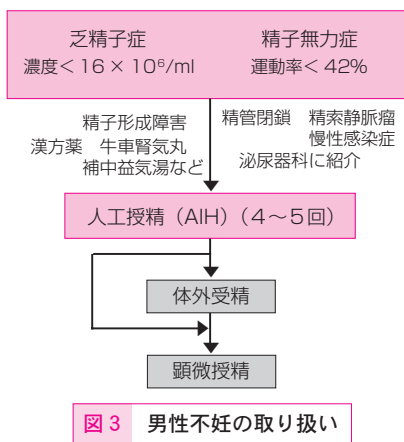 乏精子症
濃度＜16×10⁶/ml
精子無力症
運動率＜42%
精子形成障害
漢方薬　牛車腎気丸
補中益気湯など
精管閉鎖　精索静脈瘤
慢性感染症
泌尿器科に紹介
人工授精（AIH）（4～5回）
体外受精
顕微授精
図3　男性不妊の取り扱い